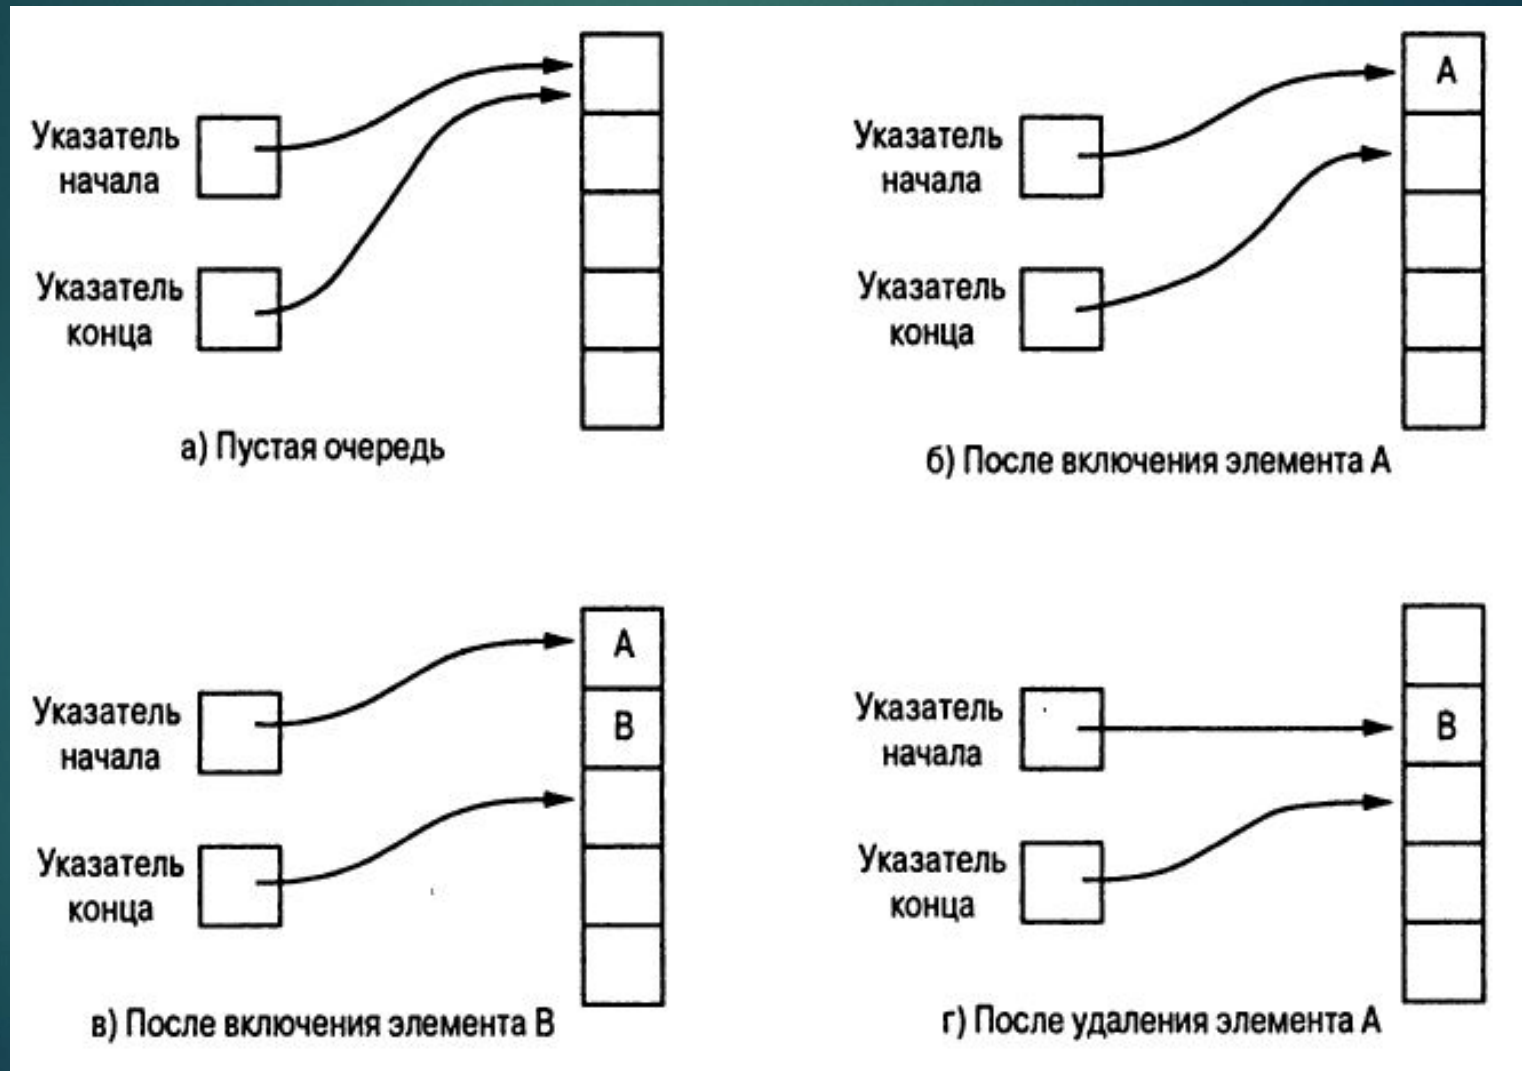 Указатель
начала
Указатель
конца
а) Пустая очередь
Указатель
начала
Указатель
конца
A
б) После включения элемента A
Указатель
начала
Указатель
конца
A
B
в) После включения элемента B
Указатель
начала
Указатель
конца
B
г) После удаления элемента A